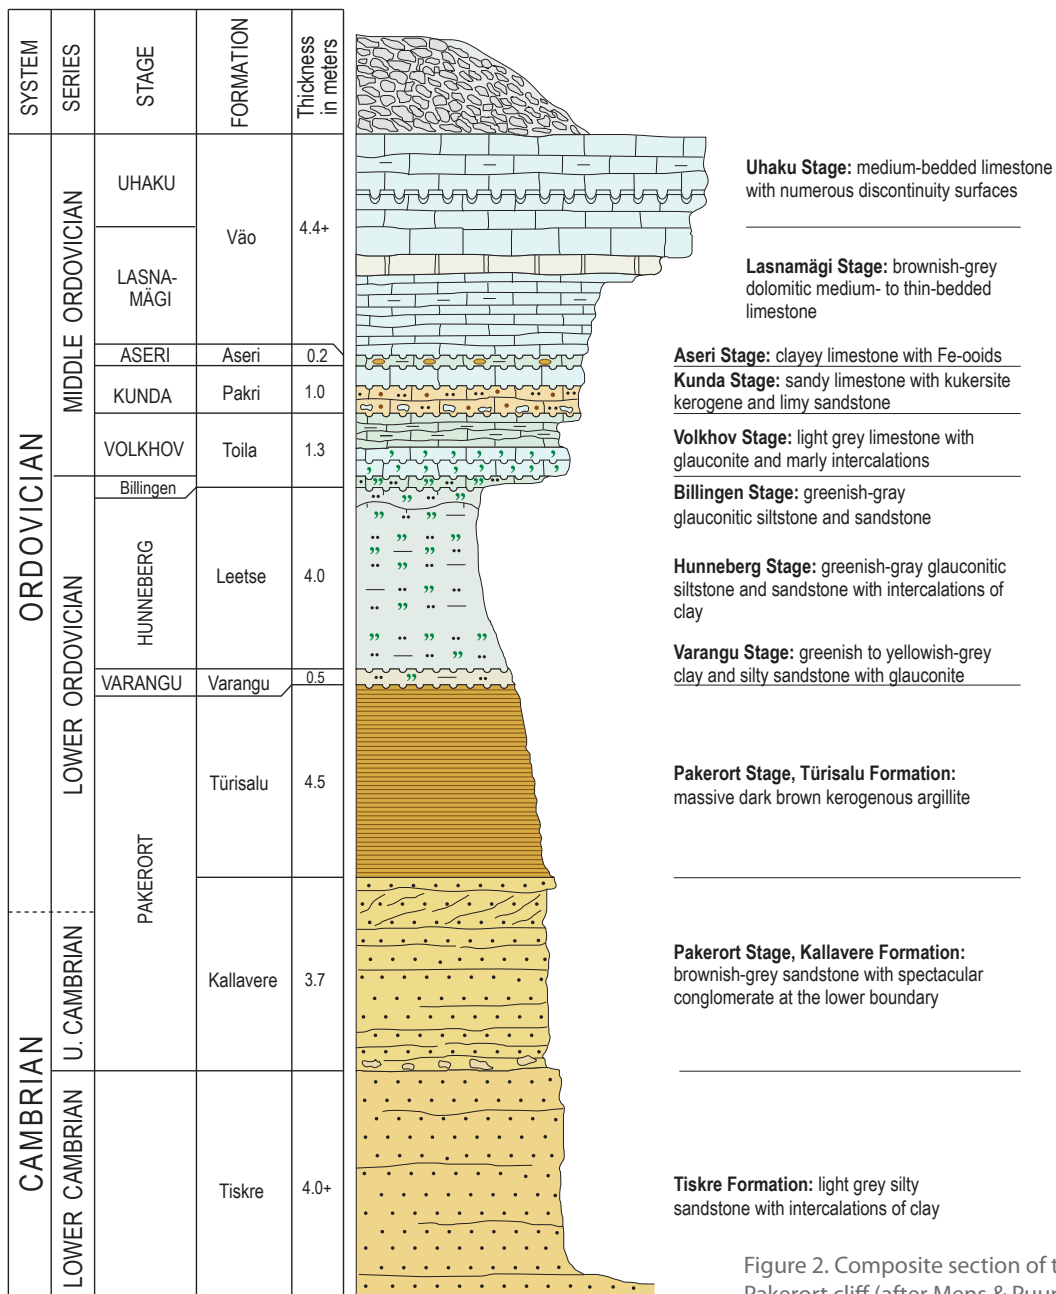 SYSTEM
SERIES
STAGE
FORMATION
Thickness
in meters
ORDOVICIAN
CAMBRIAN
MIDDLE ORDOVICIAN
LOWER ORDOVICIAN
U. CAMBRIAN
LOWER CAMBRIAN
UHAKU
LASNA-
MÄGI
ASERI
KUNDA
VOLKHOV
Billingen
HUNNEBERG
VARANGU
PAKERORT
Väo
Aseri
Pakri
Toila
Leetse
Varangu
Türisalu
Kallavere
Tiskre
4.4+
0.2
1.0
1.3
4.0
0.5
4.5
3.7
4.0+
Uhaku Stage: medium-bedded limestone
with numerous discontinuity surfaces
Lasnamägi Stage: brownish-grey
dolomitic medium- to thin-bedded
limestone
Aseri Stage: clayey limestone with Fe-ooids
Kunda Stage: sandy limestone with kukersite
kerogene and limy sandstone
Volkhov Stage: light grey limestone with
glauconite and marly intercalations
Billingen Stage: greenish-gray
glauconitic siltstone and sandstone
Hunneberg Stage: greenish-gray glauconitic
siltstone and sandstone with intercalations of
clay
Varangu Stage: greenish to yellowish-grey
clay and silty sandstone with glauconite
Pakerort Stage, Türisalu Formation:
massive dark brown kerogenous argillite
Pakerort Stage, Kallavere Formation:
brownish-grey sandstone with spectacular
conglomerate at the lower boundary
Tiskre Formation: light grey silty
sandstone with intercalations of clay
Figure 2. Composite section of
Pakerort cliff (after Mens &